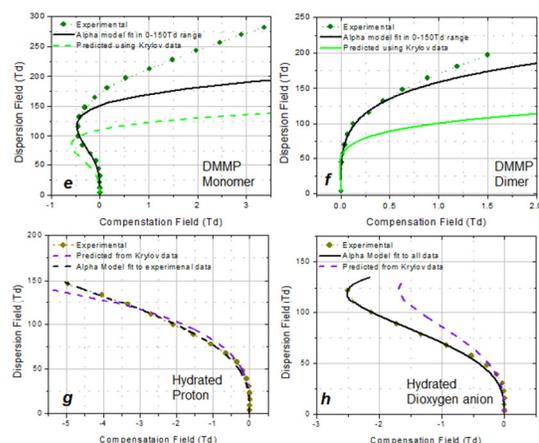 300
250
200
150
100
50
0
Dispersion Field (Td)
Experimental
Alpha model fit in 0-150Td range
Predicted using Krylov data
e
DMMP
Monomer
-1 0 1 2 3
Compenstation Field (Td)
250
200
150
100
50
0
Dispersion Field (Td)
Experimental
Alpha model fit in 0-150Td range
Predicted using Krylov data
f
DMMP
Dimer
0.0 0.5 1.0 1.5 2.0
Compensation Field (Td)
200
150
100
50
0
Dispersion Field (Td)
Experimental
Predicted from Krylov data
Alpha Model fit to experimenal data
g
Hydrated
Proton
-5 -4 -3 -2 -1 0
Compensation Field (Td)
200
150
100
50
0
Dispersion Field (Td)
Experimental
Alpha Model fit to all data
Predicted from Krylov data
h
Hydrated
Dioxygen anion
-3 -2 -1 0
Compensation Field (Td)